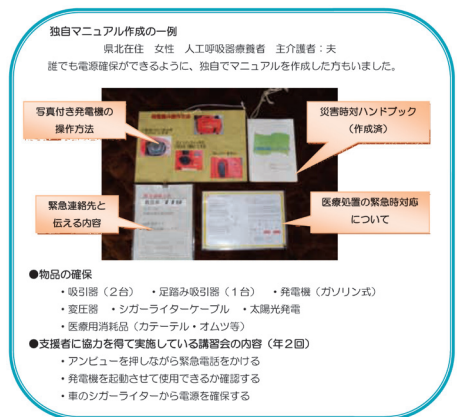 独自マニュアル作成の一例
県北在住 女性 人工呼吸器療養者 主介護者：夫
誰でも電源確保ができるように、独自でマニュアルを作成した方もいました。
写真付き発電機の
操作方法
災害時対ハンドブック
（作成済）
緊急連絡先と
伝える内容
医療処置の緊急時対応
について
●物品の確保
・吸引器（２台） ・足踏み吸引器（１台） ・発電機（ガソリン式）
・変圧器 ・シガーライターケーブル ・太陽光発電
・医療用消耗品（カテーテル・オムツ等）
●支援者に協力を得て実施している講習会の内容（年２回）
・アンビューを押しながら緊急電話をかける
・発電機を起動させて使用できるか確認する
・車のシガーライターから電源を確保する